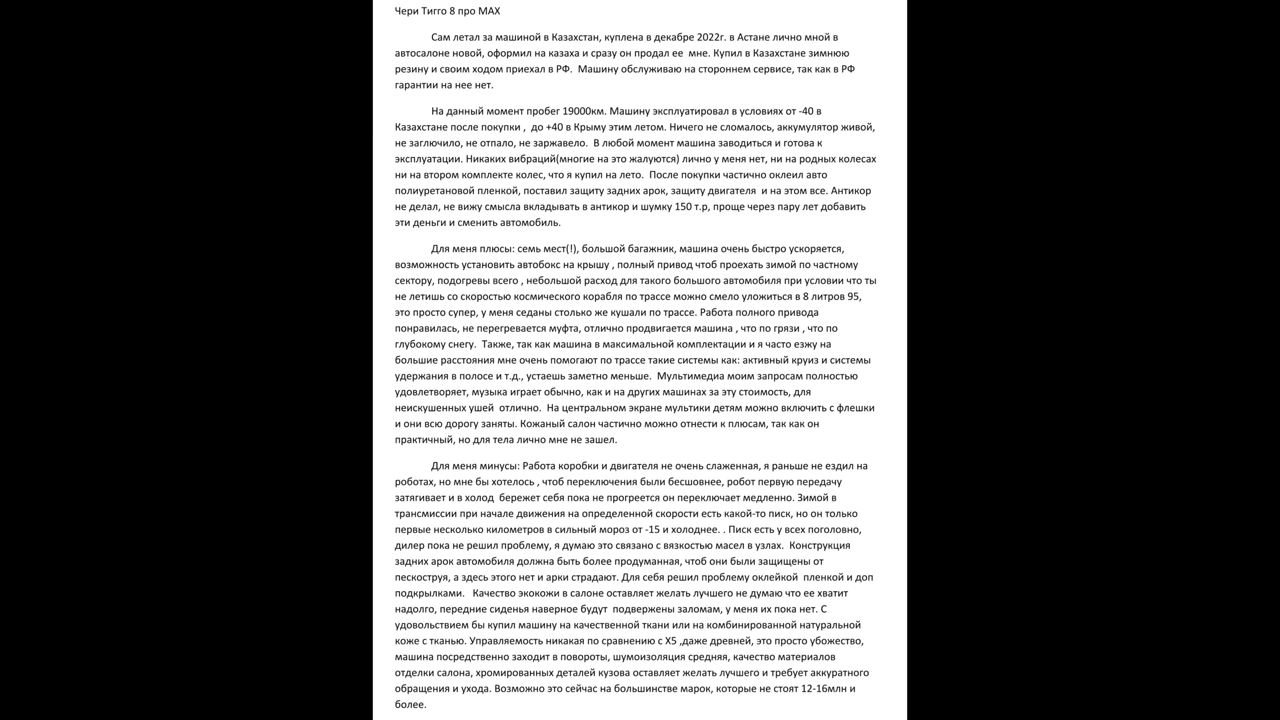 Чери Тигго 8 про MAX
Сам летал за машиной в Казахстан, куплена в декабре 2022г. в Астане лично мной в
автосалоне новой, оформил на казаха и сразу он продал ее  мне. Купил в Казахстане зимнюю
резину и своим ходом приехал в РФ.  Машину обслуживаю на стороннем сервисе, так как в РФ
гарантии на нее нет.
На данный момент пробег 19000км. Машину эксплуатировал в условиях от -40 в
Казахстане после покупки ,  до +40 в Крыму этим летом. Ничего не сломалось, аккумулятор живой,
не заглючило, не отпало, не заржавело.  В любой момент машина заводиться и готова к
эксплуатации. Никаких вибраций(многие на это жалуются) лично у меня нет, ни на родных колесах
ни на втором комплекте колес, что я купил на лето.  После покупки частично оклеил авто
полиуретановой пленкой, поставил защиту задних арок, защиту двигателя  и на этом все. Антикор
не делал, не вижу смысла вкладывать в антикор и шумку 150 т.р, проще через пару лет добавить
эти деньги и сменить автомобиль.
Для меня плюсы: семь мест(!), большой багажник, машина очень быстро ускоряется,
возможность установить автобокс на крышу , полный привод чтоб проехать зимой по частному
сектору, подогревы всего , небольшой расход для такого большого автомобиля при условии что ты
не летишь со скоростью космического корабля по трассе можно смело уложиться в 8 литров 95,
это просто супер, у меня седаны столько же кушали по трассе. Работа полного привода
понравилась, не перегревается муфта, отлично продвигается машина , что по грязи , что по
глубокому снегу.  Также, так как машина в максимальной комплектации и я часто езжу на
большие расстояния мне очень помогают по трассе такие системы как: активный круиз и системы
удержания в полосе и т.д., устаешь заметно меньше.  Мультимедиа моим запросам полностью
удовлетворяет, музыка играет обычно, как и на других машинах за эту стоимость, для
неискушенных ушей  отлично.  На центральном экране мультики детям можно включить с флешки
и они всю дорогу заняты. Кожаный салон частично можно отнести к плюсам, так как он
практичный, но для тела лично мне не зашел.
Для меня минусы: Работа коробки и двигателя не очень слаженная, я раньше не ездил на
роботах, но мне бы хотелось , чтоб переключения были бесшовнее, робот первую передачу
затягивает и в холод  бережет себя пока не прогреется он переключает медленно. Зимой в
трансмиссии при начале движения на определенной скорости есть какой-то писк, но он только
первые несколько километров в сильный мороз от -15 и холоднее. . Писк есть у всех поголовно,
дилер пока не решил проблему, я думаю это связано с вязкостью масел в узлах.  Конструкция
задних арок автомобиля должна быть более продуманная, чтоб они были защищены от
пескоструя, а здесь этого нет и арки страдают. Для себя решил проблему оклейкой  пленкой и доп
подкрылками.   Качество экокожи в салоне оставляет желать лучшего не думаю что ее хватит
надолго, передние сиденья наверное будут  подвержены заломам, у меня их пока нет. С
удовольствием бы купил машину на качественной ткани или на комбинированной натуральной
коже с тканью. Управляемость никакая по сравнению с Х5 ,даже древней, это просто убожество,
машина посредственно заходит в повороты, шумоизоляция средняя, качество материалов
отделки салона, хромированных деталей кузова оставляет желать лучшего и требует аккуратного
обращения и ухода. Возможно это сейчас на большинстве марок, которые не стоят 12-16млн и
более.